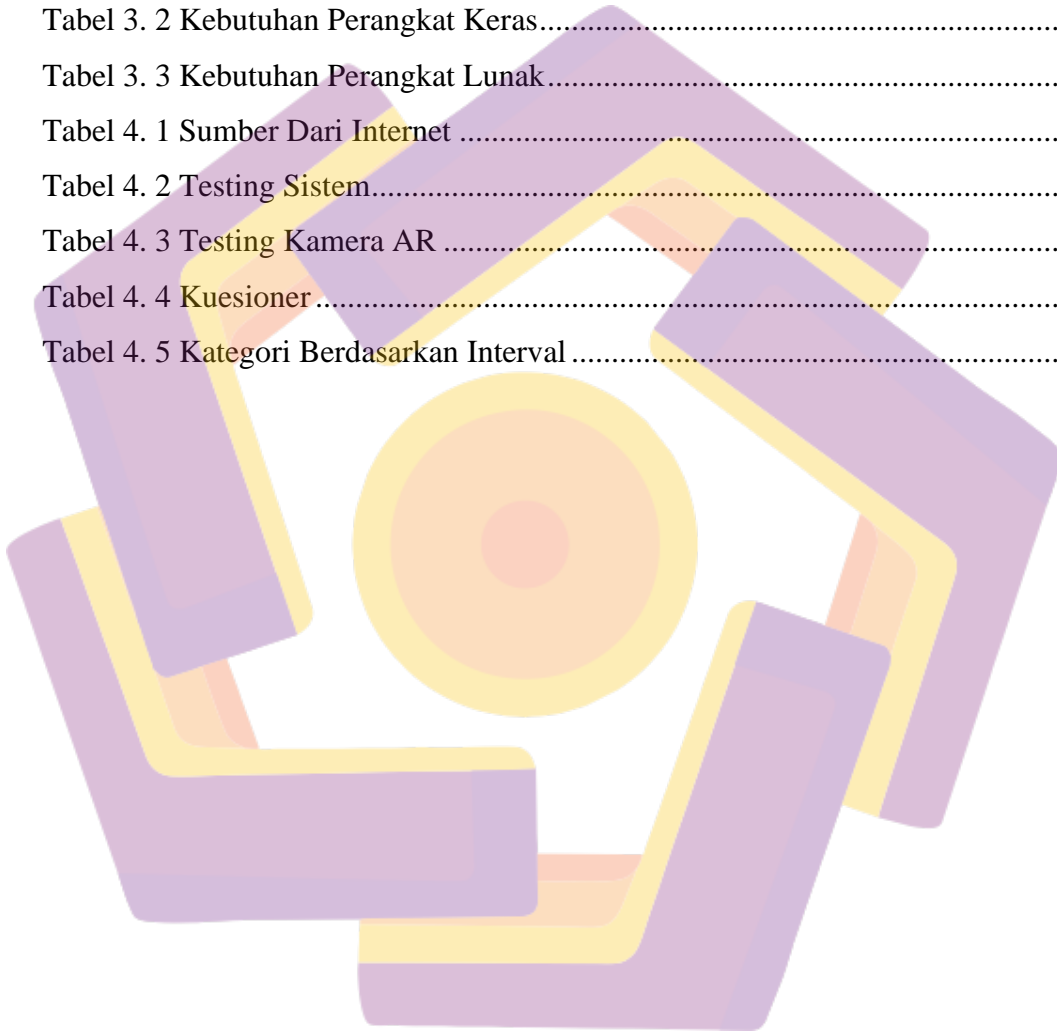 Tabel 3. 2 Kebutuhan Perangkat Keras.......................................................................................
Tabel 3. 3 Kebutuhan Perangkat Lunak......................................................................................
Tabel 4. 1 Sumber Dari Internet ....................................................................................................
Tabel 4. 2 Testing Sistem...................................................................................................................
Tabel 4. 3 Testing Kamera AR .......................................................................................................
Tabel 4. 4 Kuesioner ............................................................................................................................
Tabel 4. 5 Kategori Berdasarkan Interval ..................................................................................